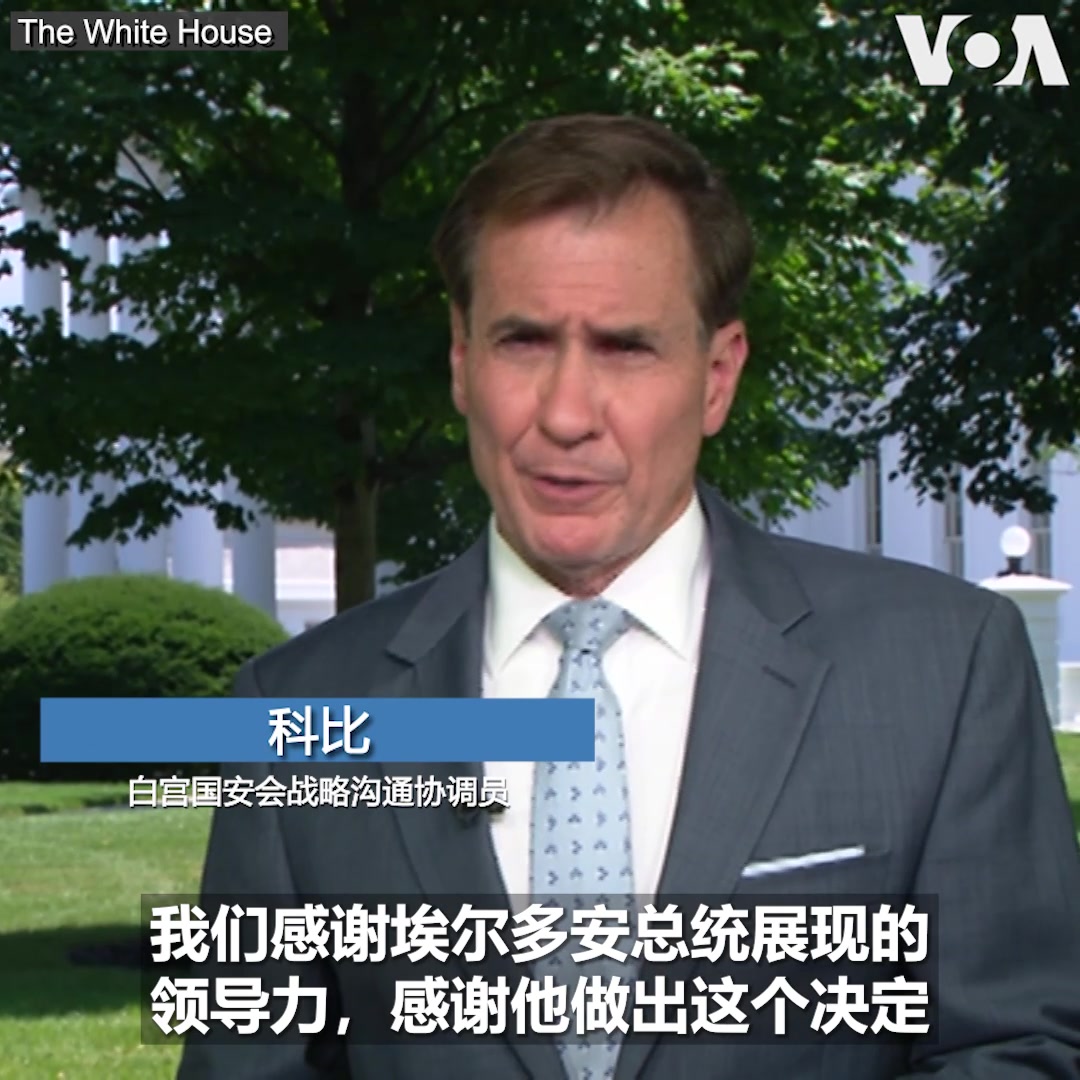 The White House
VOA
科比
白宫国安会战略沟通协调员
我们感谢埃尔多安总统展现的
领导力，感谢他做出这个决定